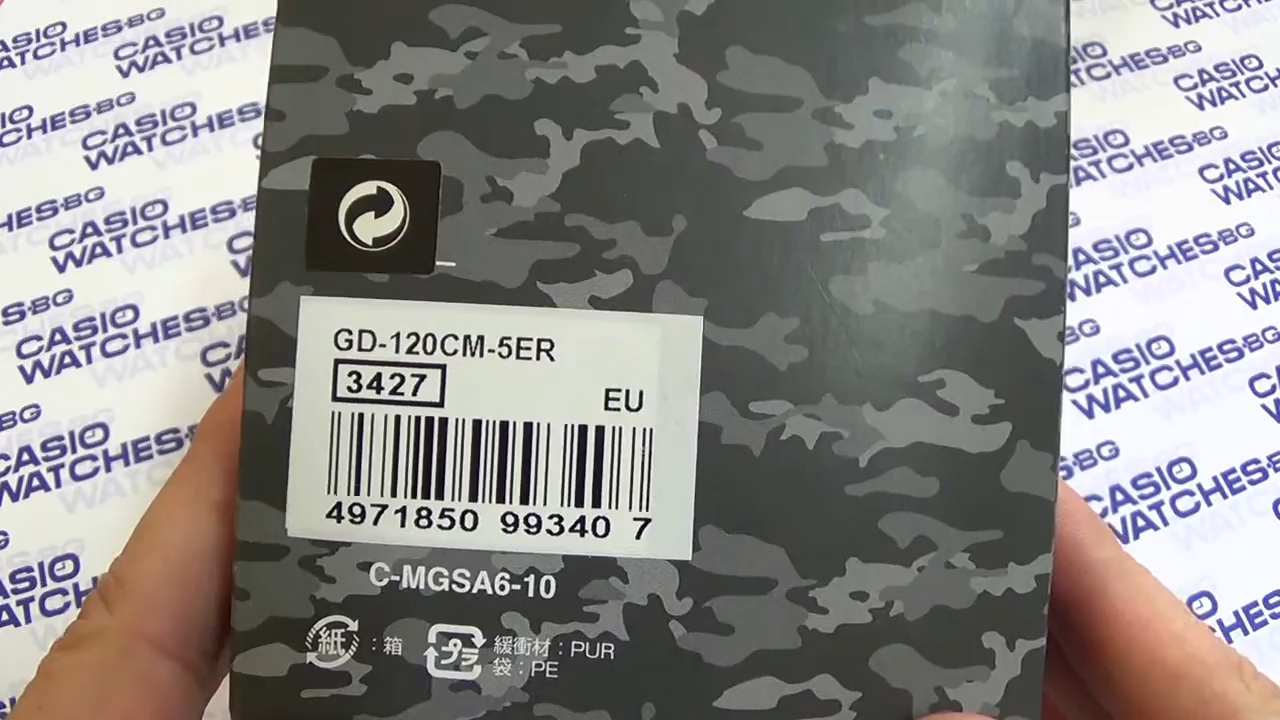 GD-120CM-5ER
3427
EU
4971850 99340 7
C-MGSA6-10
紙 : 箱
プラ 緩衝材 : PUR
袋 : PE
CASIO
WATCHES·BG